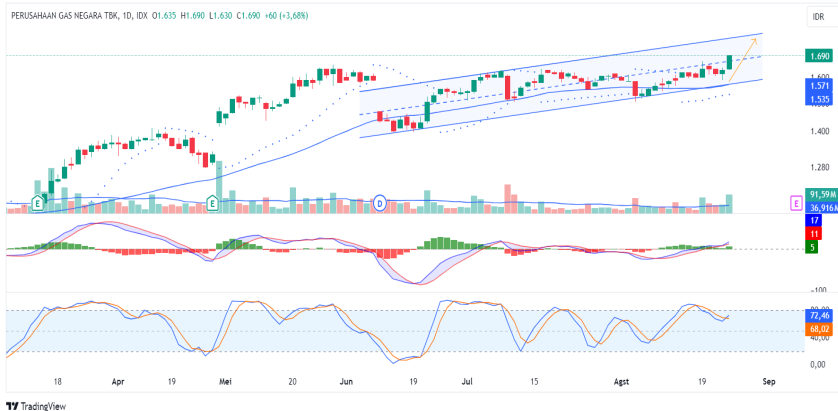 PERUSAHAAN GAS NEGARA TBK, 1D, IDX O1.635 H1.690 L1.630 C1.690 +60 (+3,68%)
IDR
1.690
1.600
1.571
1.535
1.400
1.280
91,59M
36,916M
E E D E
17
11
5
−100
72,46
68,02
40,00
0,00
18 Apr 19 Mei 20 Jun 14 Jul 15 Agst 19 Sep
TradingView